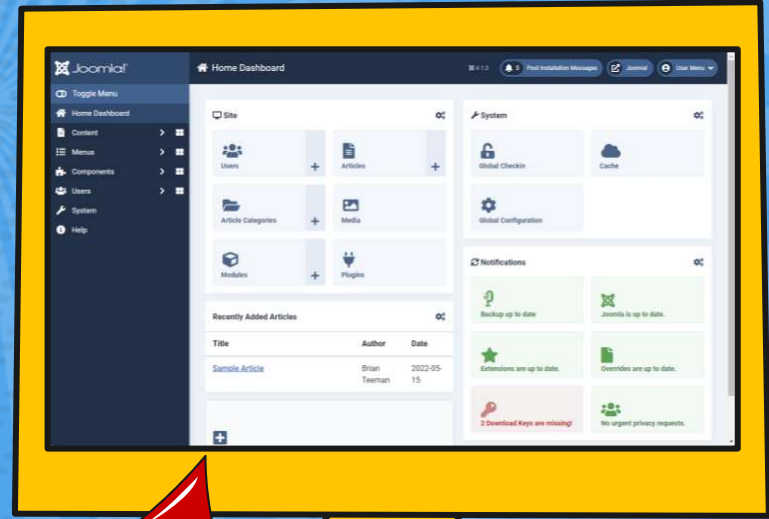 Joomla!
Home Dashboard
4.1.3
3 Post Installation Messages
Joomla!
User Menu
Toggle Menu
Home Dashboard
Content
Menus
Components
Users
System
Help
Site
Users
Articles
Article Categories
Media
Modules
Plugins
Recently Added Articles
Title Author Date
Sample Article Brian 2022-05-
Teeman 15
System
Global Checkin
Cache
Global Configuration
Notifications
Backup up to date
Joomla is up to date.
Extensions are up to date.
Overrides are up to date.
2 Download Keys are missing!
No urgent privacy requests.